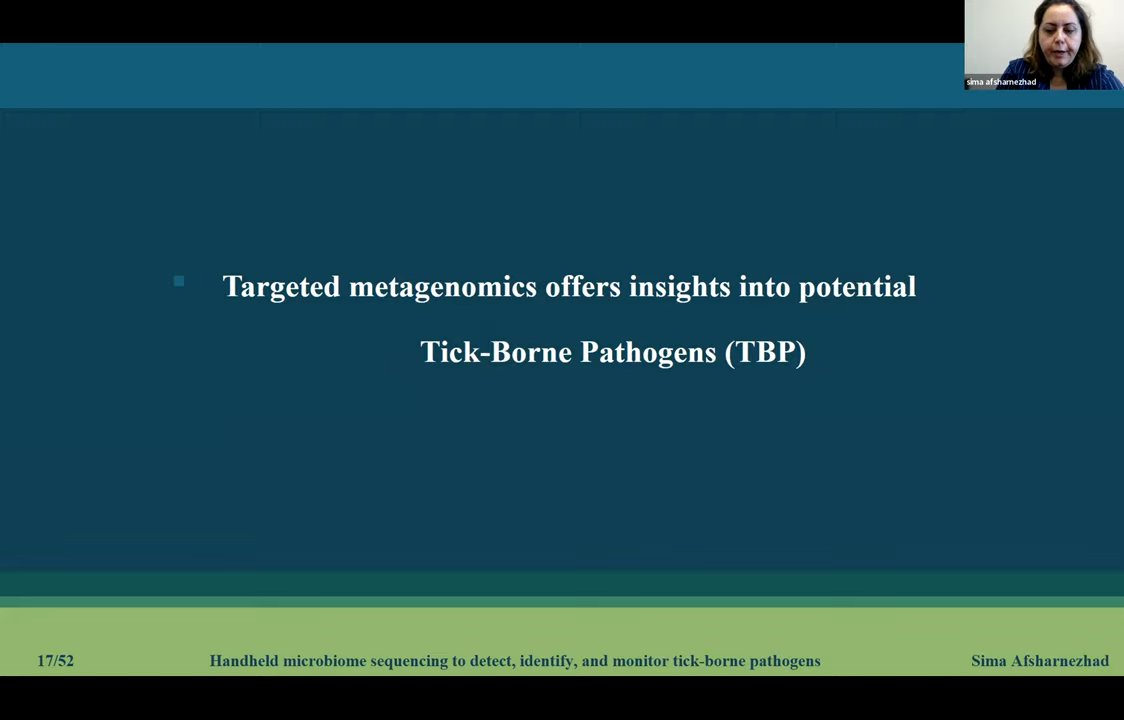 sima afsharnezhad
Targeted metagenomics offers insights into potential
Tick-Borne Pathogens (TBP)
17/52
Handheld microbiome sequencing to detect, identify, and monitor tick-borne pathogens
Sima Afsharnezhad